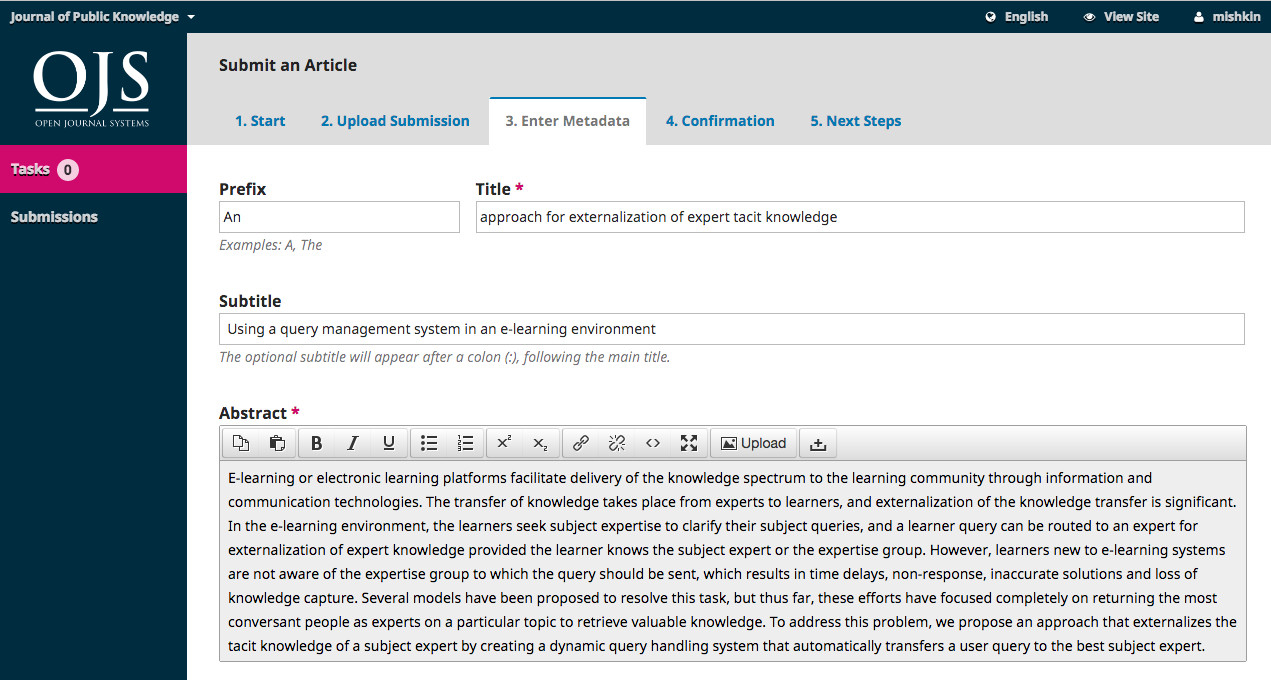 Journal of Public Knowledge
English
View Site
mishkin
OJS
OPEN JOURNAL SYSTEMS
Tasks 0
Submissions
Submit an Article
1. Start
2. Upload Submission
3. Enter Metadata
4. Confirmation
5. Next Steps
Prefix
Title *
An
approach for externalization of expert tacit knowledge
Examples: A, The
Subtitle
Using a query management system in an e-learning environment
The optional subtitle will appear after a colon (:), following the main title.
Abstract *
B I U x² x₂ Upload
E-learning or electronic learning platforms facilitate delivery of the knowledge spectrum to the learning community through information and
communication technologies. The transfer of knowledge takes place from experts to learners, and externalization of the knowledge transfer is significant.
In the e-learning environment, the learners seek subject expertise to clarify their subject queries, and a learner query can be routed to an expert for
externalization of expert knowledge provided the learner knows the subject expert or the expertise group. However, learners new to e-learning systems
are not aware of the expertise group to which the query should be sent, which results in time delays, non-response, inaccurate solutions and loss of
knowledge capture. Several models have been proposed to resolve this task, but thus far, these efforts have focused completely on returning the most
conversant people as experts on a particular topic to retrieve valuable knowledge. To address this problem, we propose an approach that externalizes the
tacit knowledge of a subject expert by creating a dynamic query handling system that automatically transfers a user query to the best subject expert.